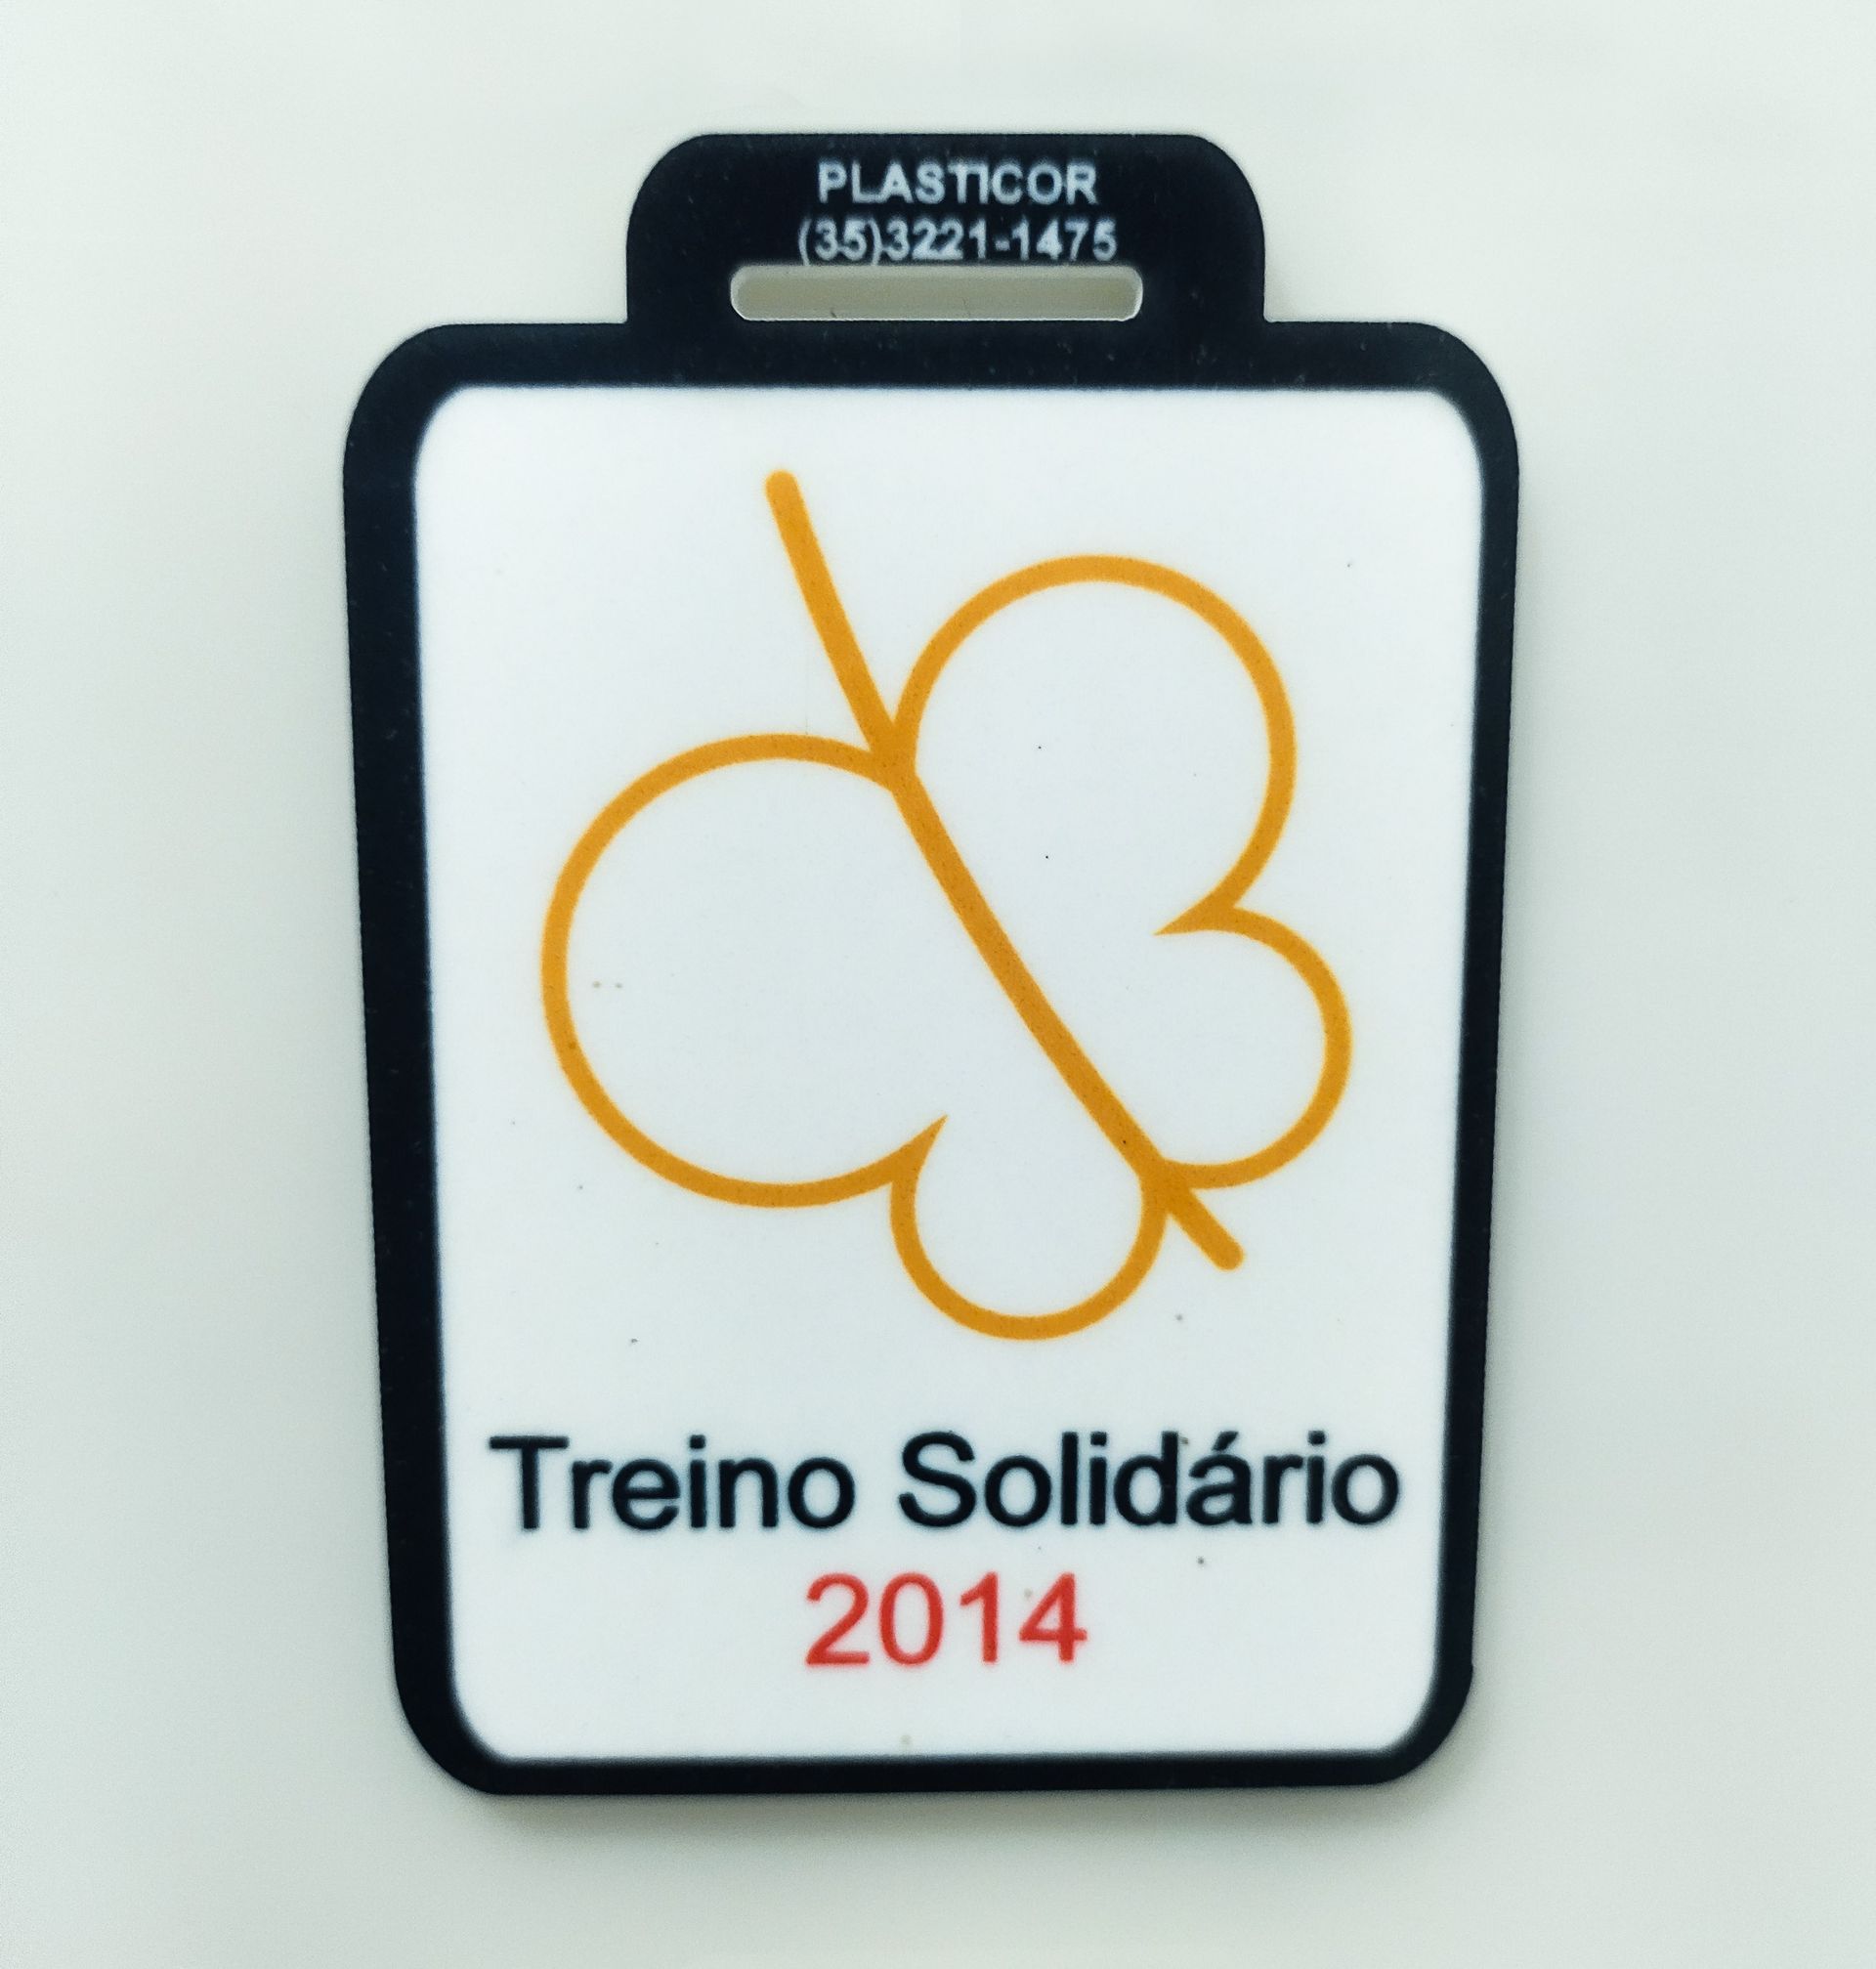 PLASTICOR
(35)3221-1475
Treino Solidário
2014